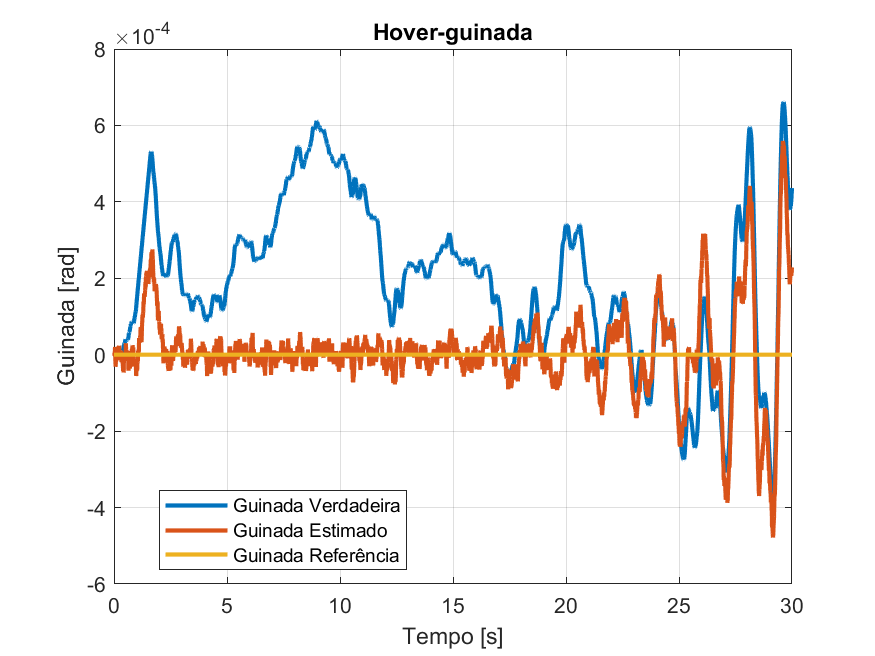 Hover-guinada
×10-4
8
6
4
2
0
-2
-4
-6
Guinada [rad]
Guinada Verdadeira
Guinada Estimado
Guinada Referência
0 5 10 15 20 25 30
Tempo [s]